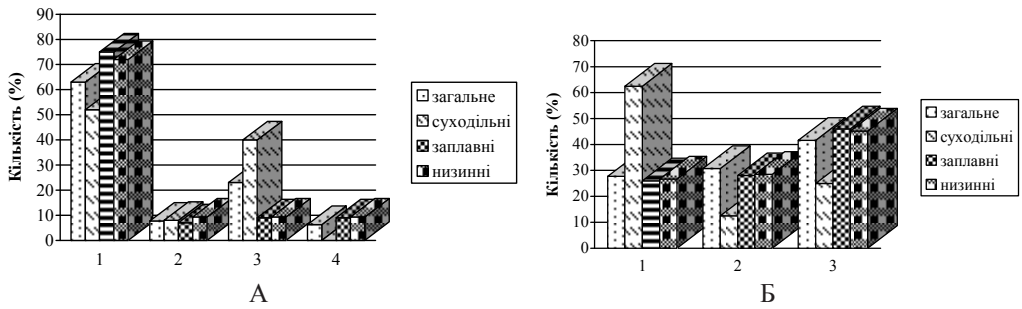 Кількість (%)
90
80
70
60
50
40
30
20
10
0
1 2 3 4
загальне
суходільні
заплавні
низинні
А
Кількість (%)
80
70
60
50
40
30
20
10
0
1 2 3
загальне
суходільні
заплавні
низинні
Б